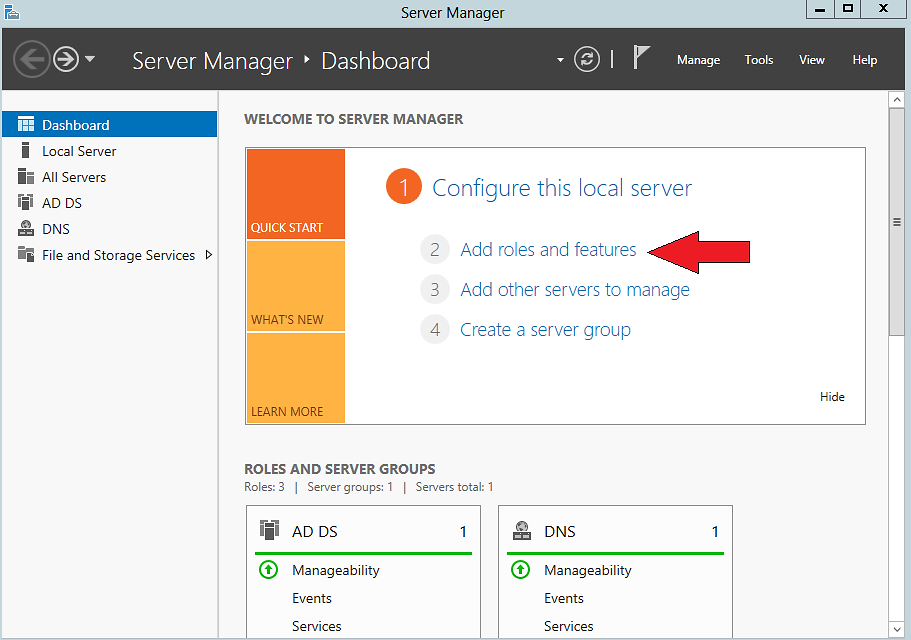 Server Manager
Server Manager ‣ Dashboard
Manage Tools View Help
Dashboard
Local Server
All Servers
AD DS
DNS
File and Storage Services
WELCOME TO SERVER MANAGER
QUICK START
WHAT'S NEW
LEARN MORE
1 Configure this local server
2 Add roles and features
3 Add other servers to manage
4 Create a server group
Hide
ROLES AND SERVER GROUPS
Roles: 3 | Server groups: 1 | Servers total: 1
AD DS 1
Manageability
Events
Services
DNS 1
Manageability
Events
Services